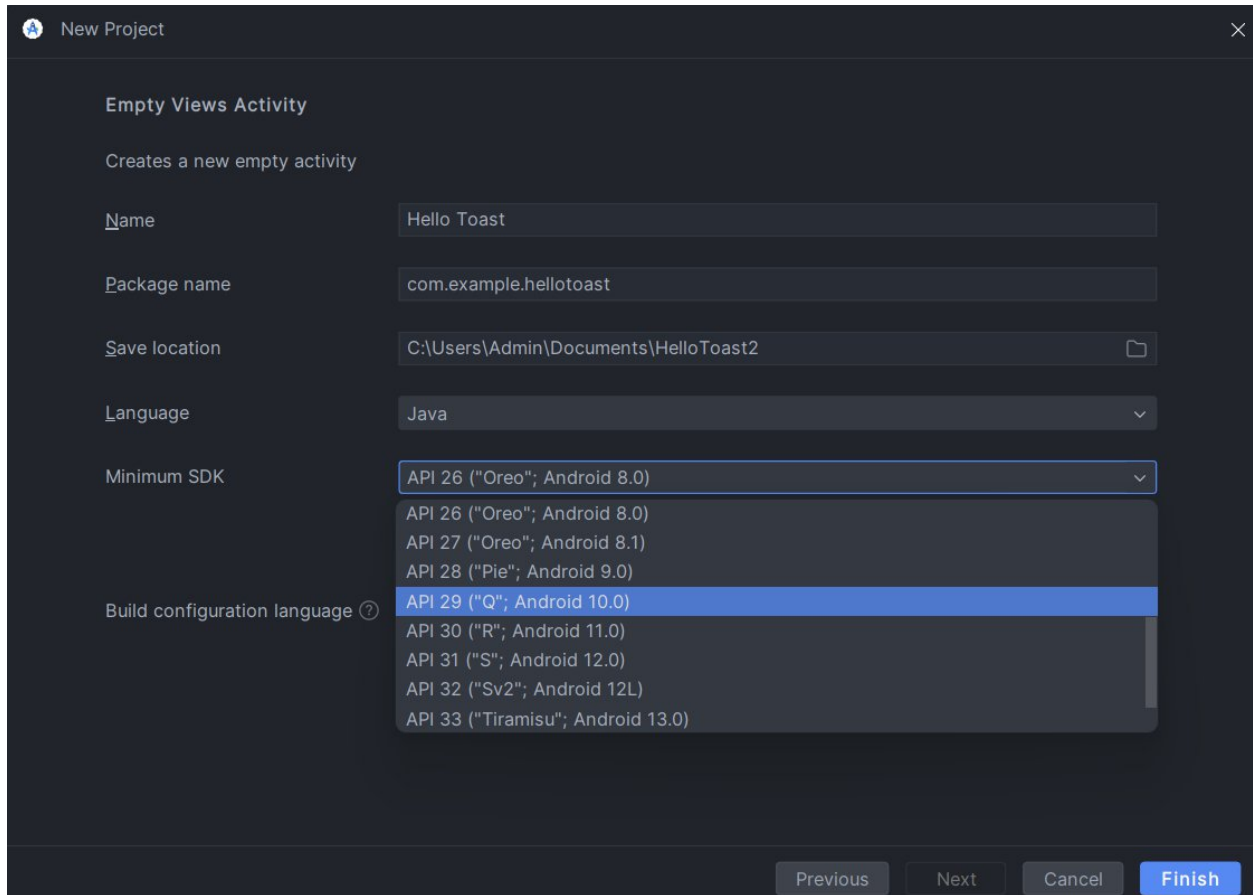 New Project
Empty Views Activity
Creates a new empty activity
Name
Hello Toast
Package name
com.example.hellotoast
Save location
C:\Users\Admin\Documents\HelloToast2
Language
Java
Minimum SDK
API 26 ("Oreo"; Android 8.0)
API 26 ("Oreo"; Android 8.0)
API 27 ("Oreo"; Android 8.1)
API 28 ("Pie"; Android 9.0)
Build configuration language ?
API 29 ("Q"; Android 10.0)
API 30 ("R"; Android 11.0)
API 31 ("S"; Android 12.0)
API 32 ("Sv2"; Android 12L)
API 33 ("Tiramisu"; Android 13.0)
Previous
Next
Cancel
Finish